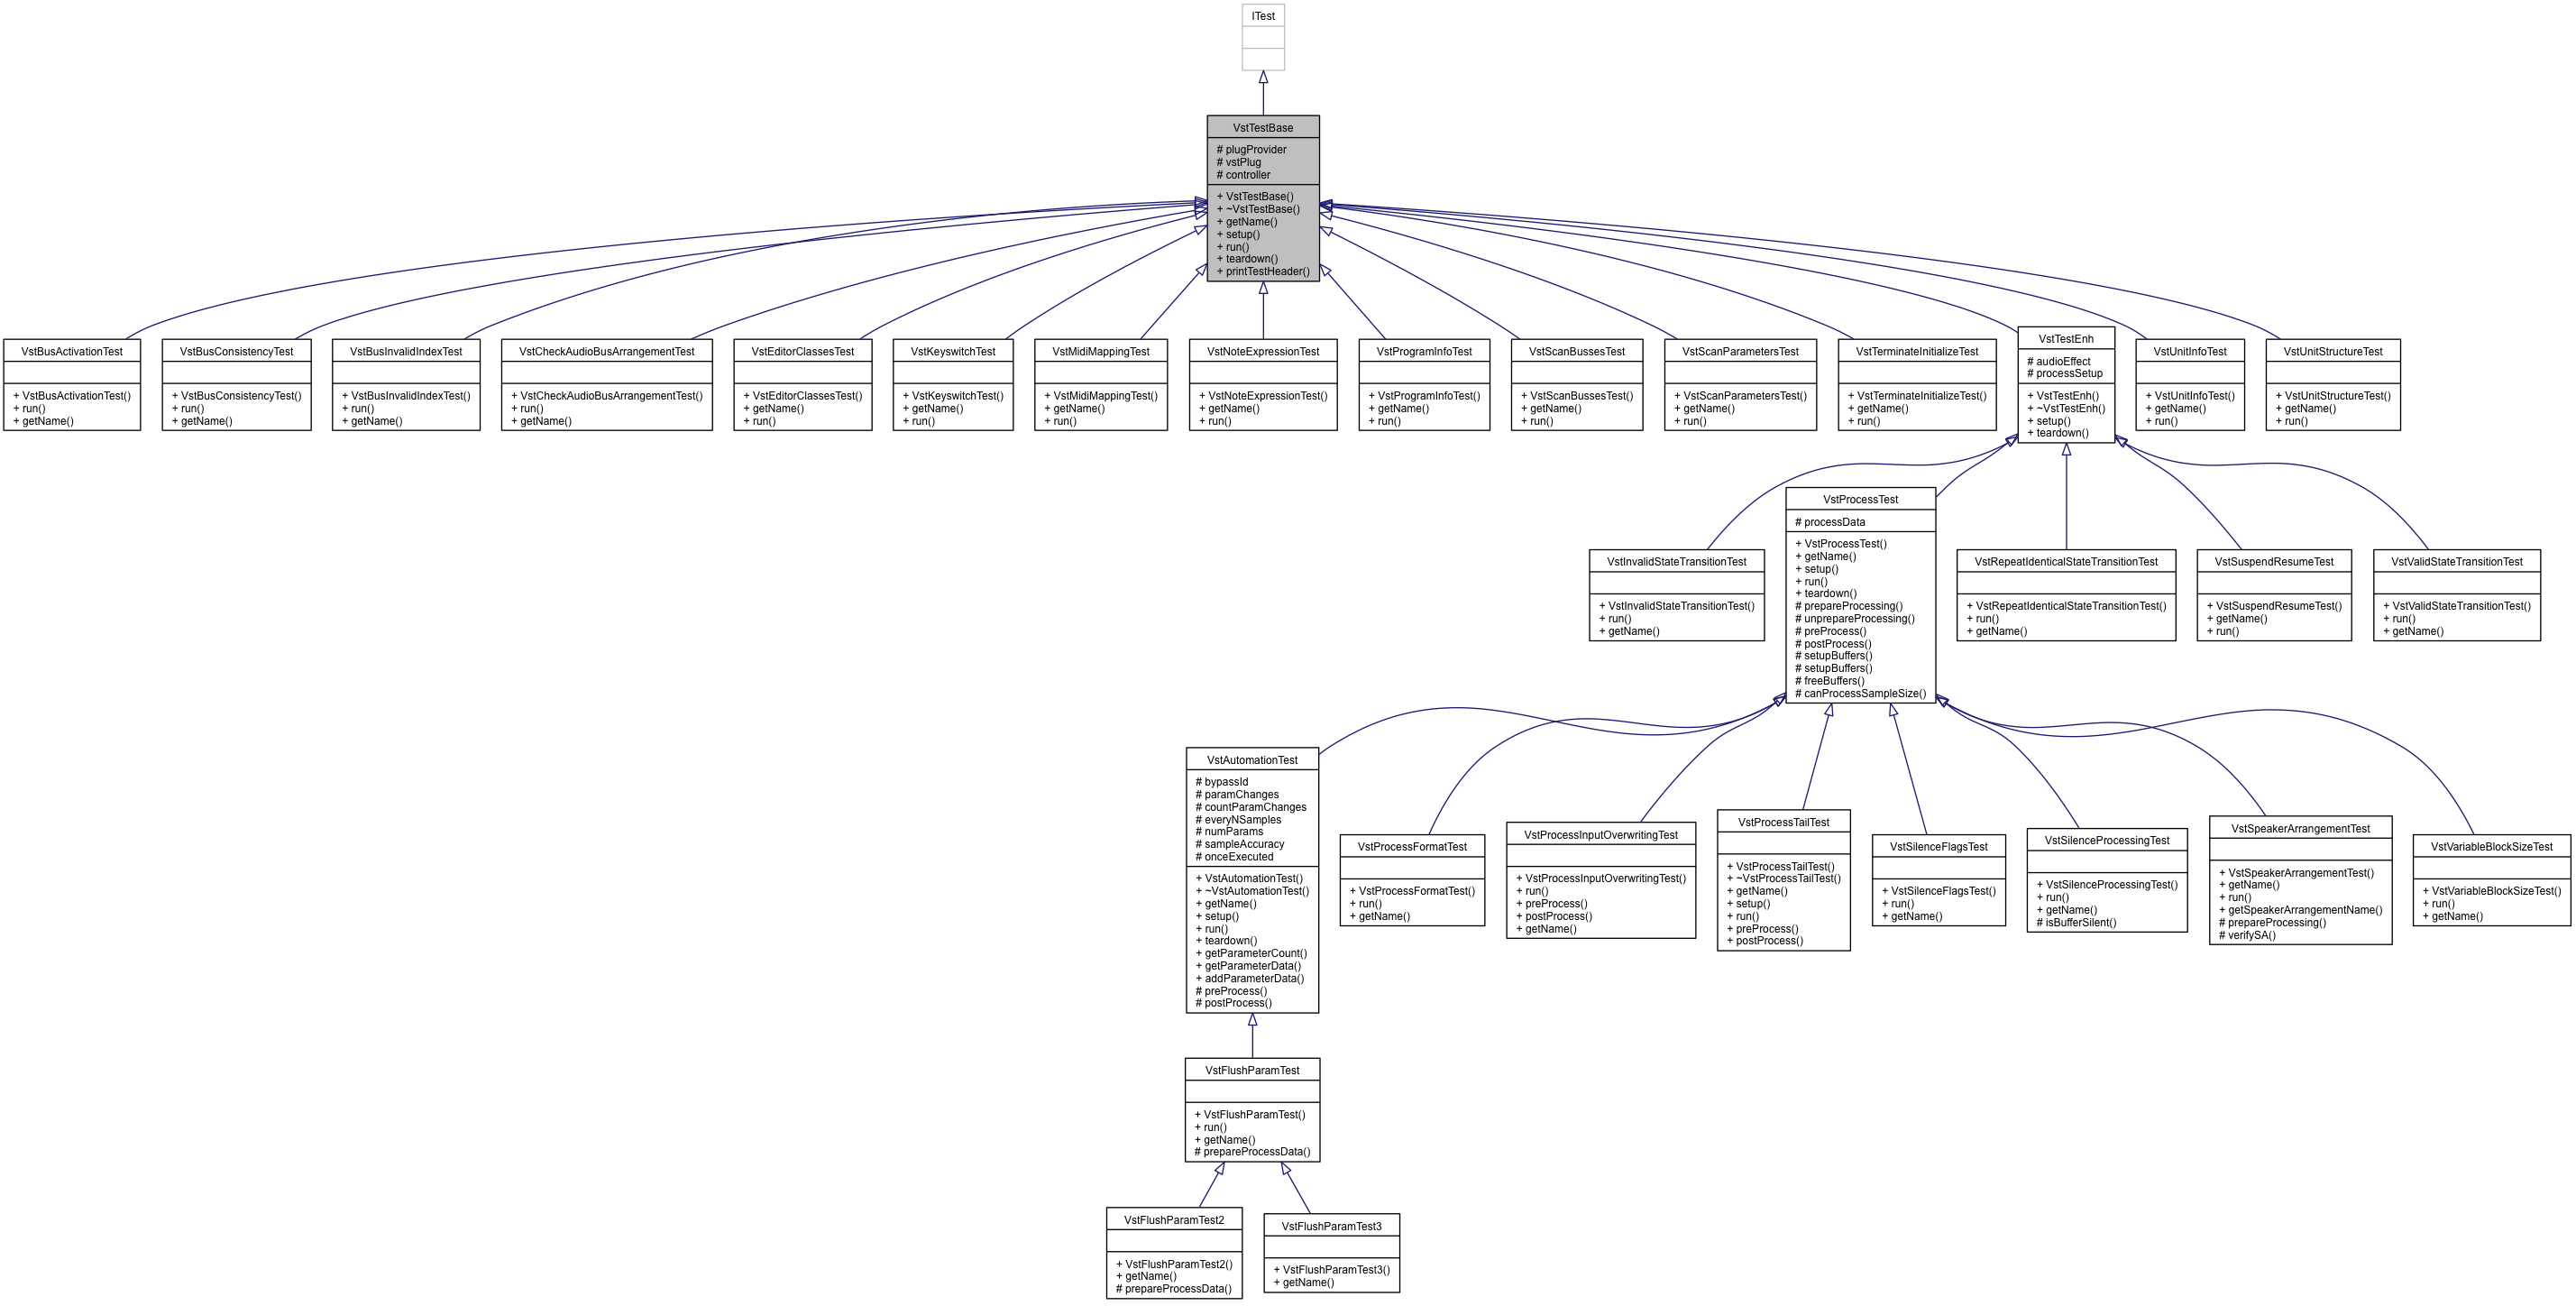 ITest
VstTestBase
# plugProvider
# vstPlug
# controller
+ VstTestBase()
+ ~VstTestBase()
+ getName()
+ setup()
+ run()
+ teardown()
+ printTestHeader()
VstBusActivationTest
+ VstBusActivationTest()
+ run()
+ getName()
VstBusConsistencyTest
+ VstBusConsistencyTest()
+ run()
+ getName()
VstBusInvalidIndexTest
+ VstBusInvalidIndexTest()
+ run()
+ getName()
VstCheckAudioBusArrangementTest
+ VstCheckAudioBusArrangementTest()
+ run()
+ getName()
VstEditorClassesTest
+ VstEditorClassesTest()
+ getName()
+ run()
VstKeyswitchTest
+ VstKeyswitchTest()
+ getName()
+ run()
VstMidiMappingTest
+ VstMidiMappingTest()
+ getName()
+ run()
VstNoteExpressionTest
+ VstNoteExpressionTest()
+ getName()
+ run()
VstProgramInfoTest
+ VstProgramInfoTest()
+ getName()
+ run()
VstScanBussesTest
+ VstScanBussesTest()
+ getName()
+ run()
VstScanParametersTest
+ VstScanParametersTest()
+ getName()
+ run()
VstTerminateInitializeTest
+ VstTerminateInitializeTest()
+ getName()
+ run()
VstTestEnh
# audioEffect
# processSetup
+ VstTestEnh()
+ ~VstTestEnh()
+ setup()
+ teardown()
VstUnitInfoTest
+ VstUnitInfoTest()
+ getName()
+ run()
VstUnitStructureTest
+ VstUnitStructureTest()
+ getName()
+ run()
VstInvalidStateTransitionTest
+ VstInvalidStateTransitionTest()
+ run()
+ getName()
VstProcessTest
# processData
+ VstProcessTest()
+ getName()
+ setup()
+ run()
+ teardown()
# prepareProcessing()
# unprepareProcessing()
# preProcess()
# postProcess()
# setupBuffers()
# setupBuffers()
# freeBuffers()
# canProcessSampleSize()
VstRepeatIdenticalStateTransitionTest
+ VstRepeatIdenticalStateTransitionTest()
+ run()
+ getName()
VstSuspendResumeTest
+ VstSuspendResumeTest()
+ getName()
+ run()
VstValidStateTransitionTest
+ VstValidStateTransitionTest()
+ run()
+ getName()
VstAutomationTest
# bypassId
# paramChanges
# countParamChanges
# everyNSamples
# numParams
# sampleAccuracy
# onceExecuted
+ VstAutomationTest()
+ ~VstAutomationTest()
+ getName()
+ setup()
+ run()
+ teardown()
+ getParameterCount()
+ getParameterData()
+ addParameterData()
# preProcess()
# postProcess()
VstProcessFormatTest
+ VstProcessFormatTest()
+ run()
+ getName()
VstProcessInputOverwritingTest
+ VstProcessInputOverwritingTest()
+ run()
+ preProcess()
+ postProcess()
+ getName()
VstProcessTailTest
+ VstProcessTailTest()
+ ~VstProcessTailTest()
+ getName()
+ setup()
+ run()
+ preProcess()
+ postProcess()
VstSilenceFlagsTest
+ VstSilenceFlagsTest()
+ run()
+ getName()
VstSilenceProcessingTest
+ VstSilenceProcessingTest()
+ run()
+ getName()
# isBufferSilent()
VstSpeakerArrangementTest
+ VstSpeakerArrangementTest()
+ getName()
+ run()
+ getSpeakerArrangementName()
# prepareProcessing()
# verifySA()
VstVariableBlockSizeTest
+ VstVariableBlockSizeTest()
+ run()
+ getName()
VstFlushParamTest
+ VstFlushParamTest()
+ run()
+ getName()
# prepareProcessData()
VstFlushParamTest2
+ VstFlushParamTest2()
+ getName()
# prepareProcessData()
VstFlushParamTest3
+ VstFlushParamTest3()
+ getName()